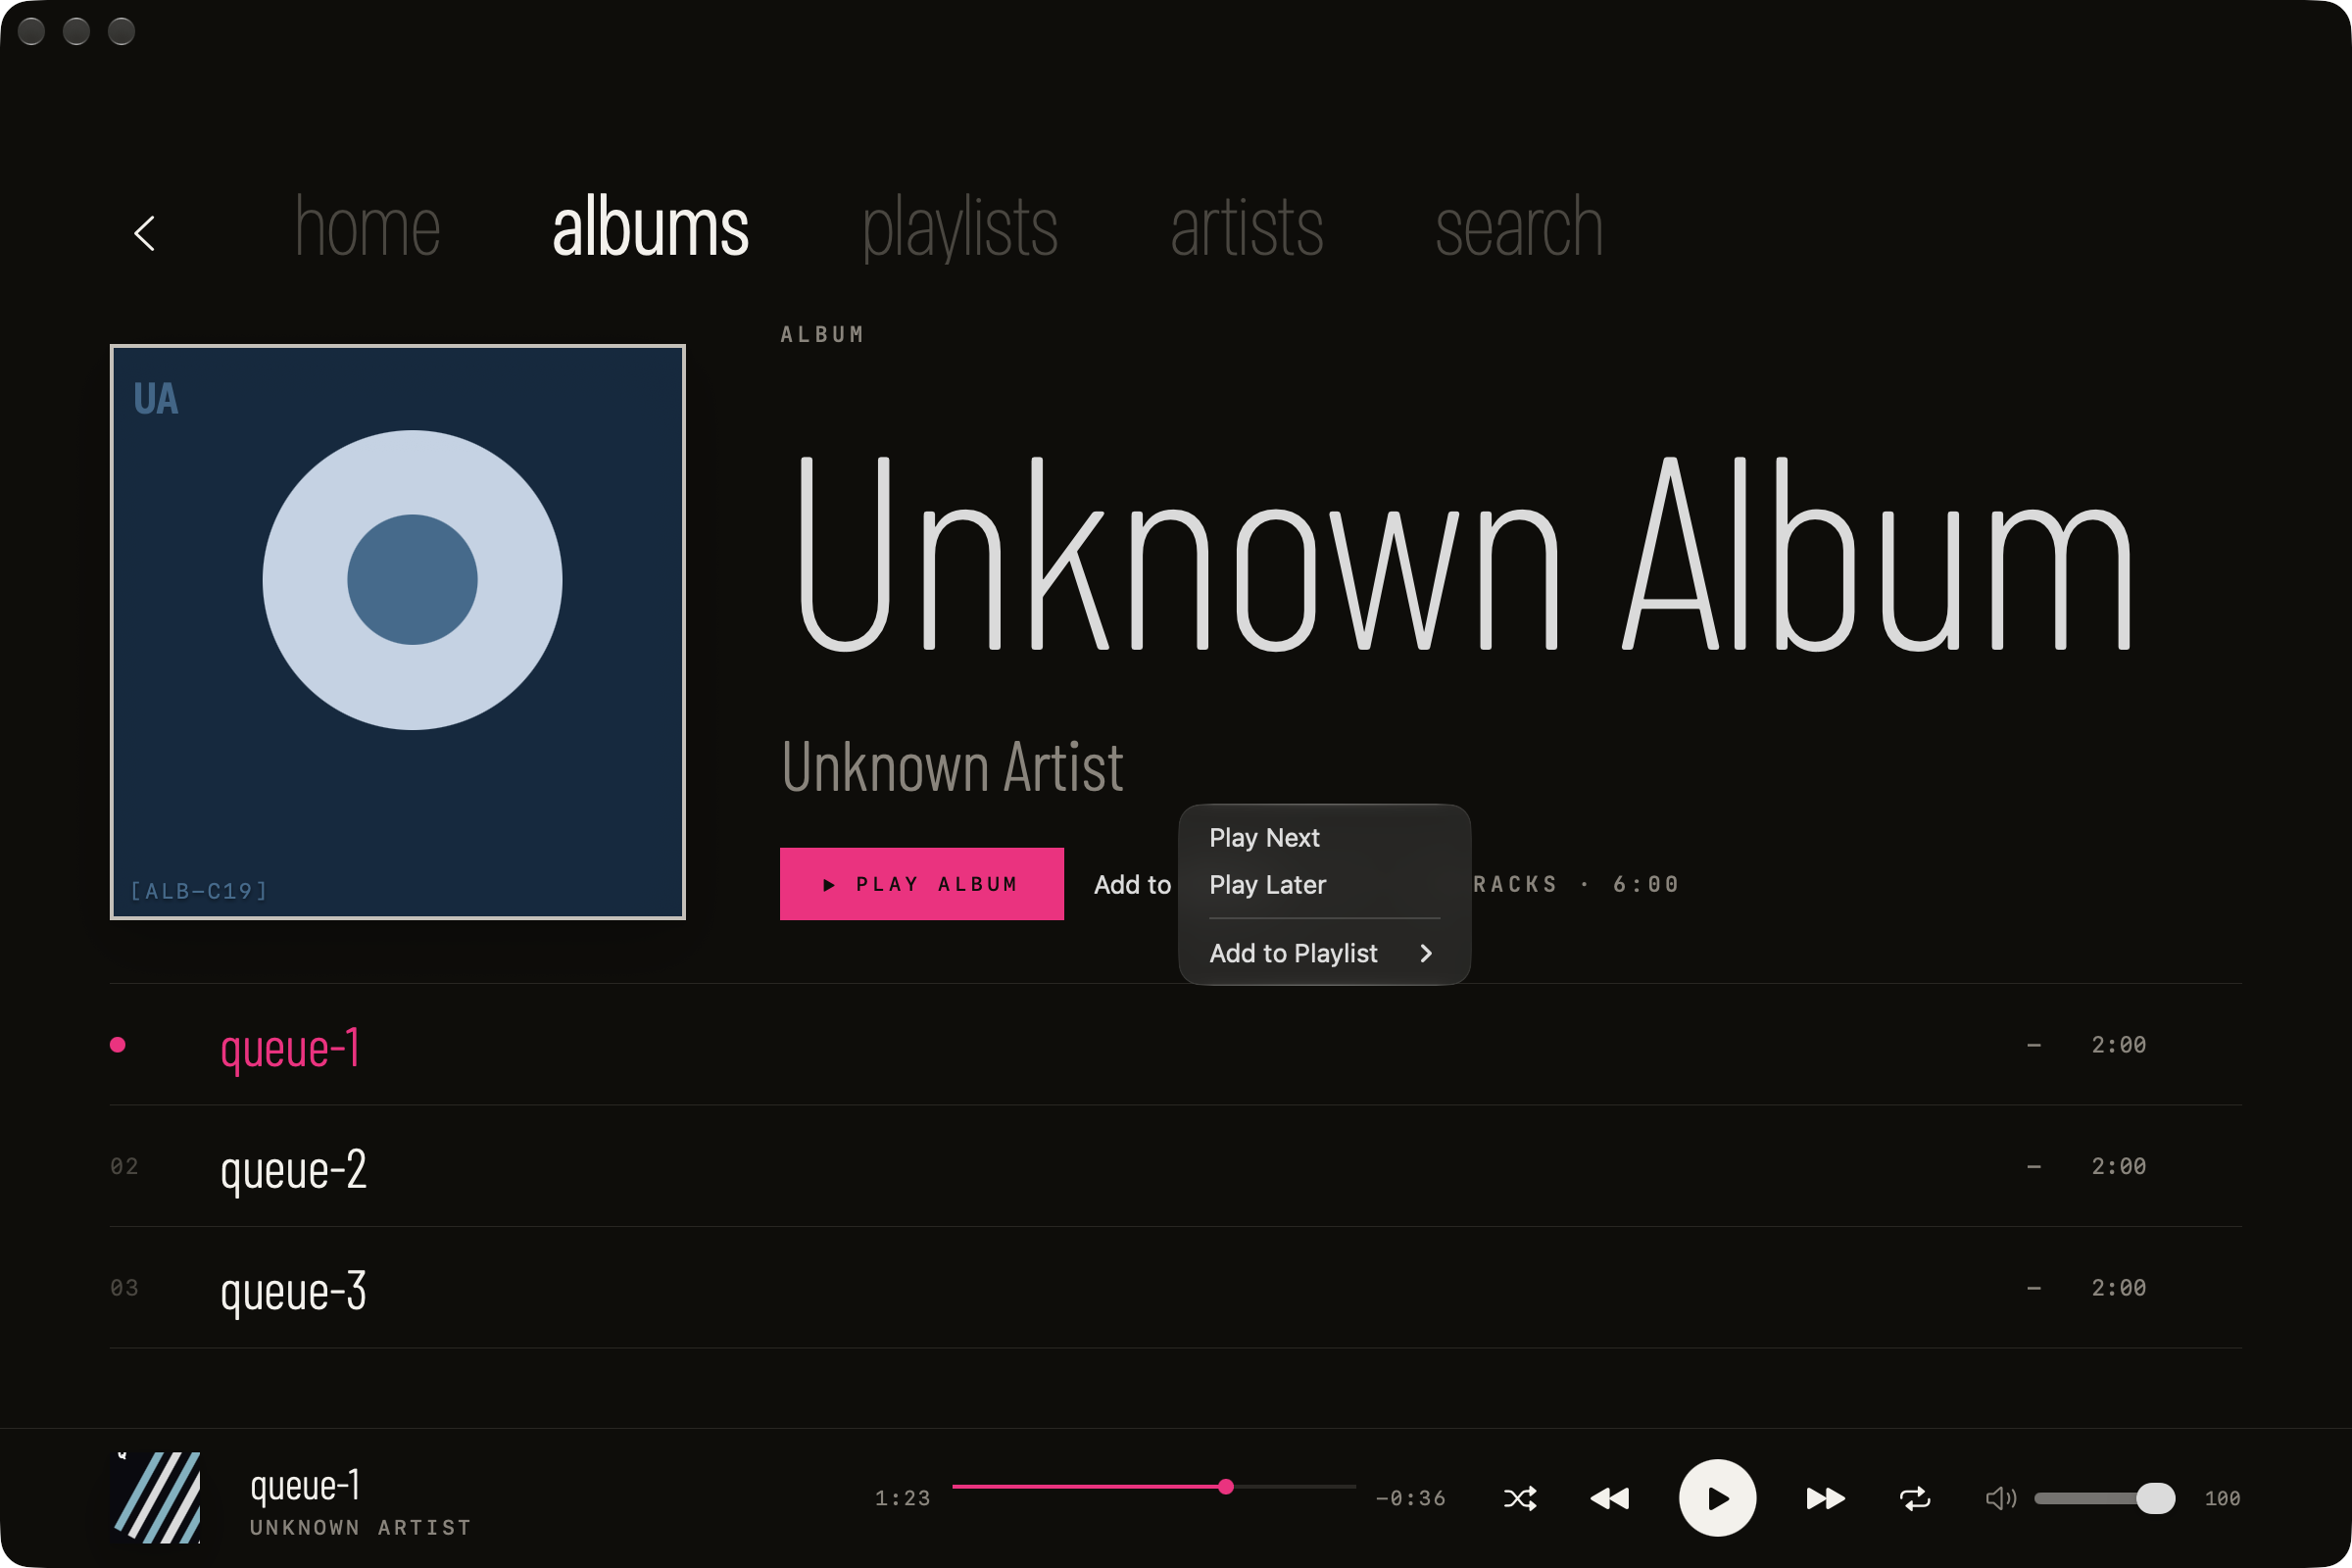 home albums playlists artists search
ALBUM
UA
Unknown Album
Unknown Artist
[ALB–C19]
PLAY ALBUM Add to RACKS · 6:00
Play Next
Play Later
Add to Playlist
queue-1 – 2:00
02 queue-2 – 2:00
03 queue-3 – 2:00
queue-1
UNKNOWN ARTIST
1:23 –0:36 100